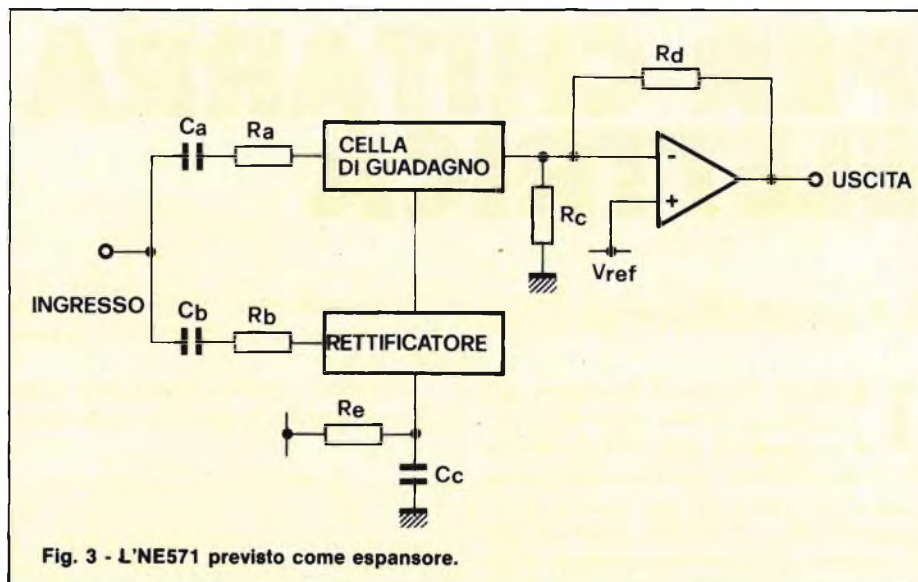 Rd
Ca
Ra
CELLA
DI GUADAGNO
-
+
USCITA
Rc
Vref
INGRESSO
Cb
Rb
RETTIFICATORE
Re
Cc
Fig. 3 - L'NE571 previsto come espansore.